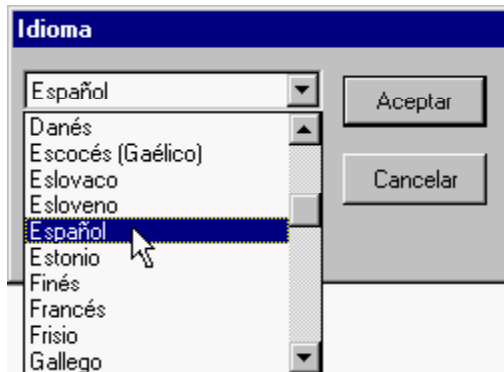 Idioma
Español
Aceptar
Danés
Escocés (Gaélico)
Eslovaco
Cancelar
Esloveno
Español
Estonio
Finés
Francés
Frisio
Gallego